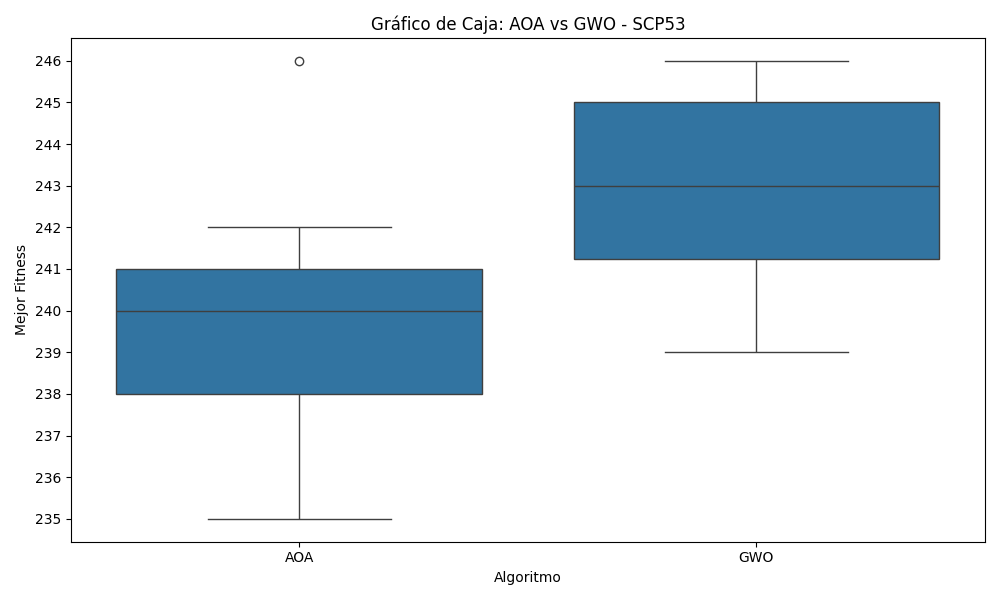 Gráfico de Caja: AOA vs GWO - SCP53
Mejor Fitness
246
245
244
243
242
241
240
239
238
237
236
235
AOA
GWO
Algoritmo